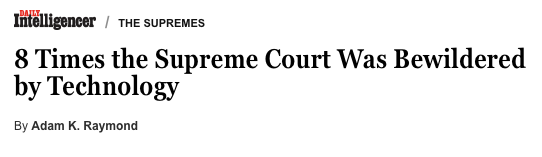 DAILY
Intelligencer / THE SUPREMES
8 Times the Supreme Court Was Bewildered
by Technology
By Adam K. Raymond